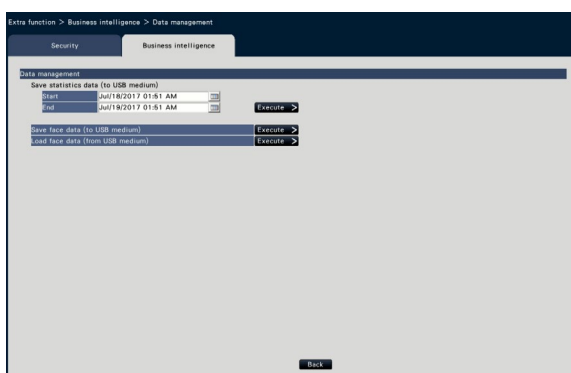 Extra function > Business intelligence > Data management
Security Business intelligence
Data management
Save statistics data (to USB medium)
Start Jul/18/2017 01:51 AM
End Jul/19/2017 01:51 AM Execute >
Save face data (to USB medium) Execute >
Load face data (from USB medium) Execute >
Back